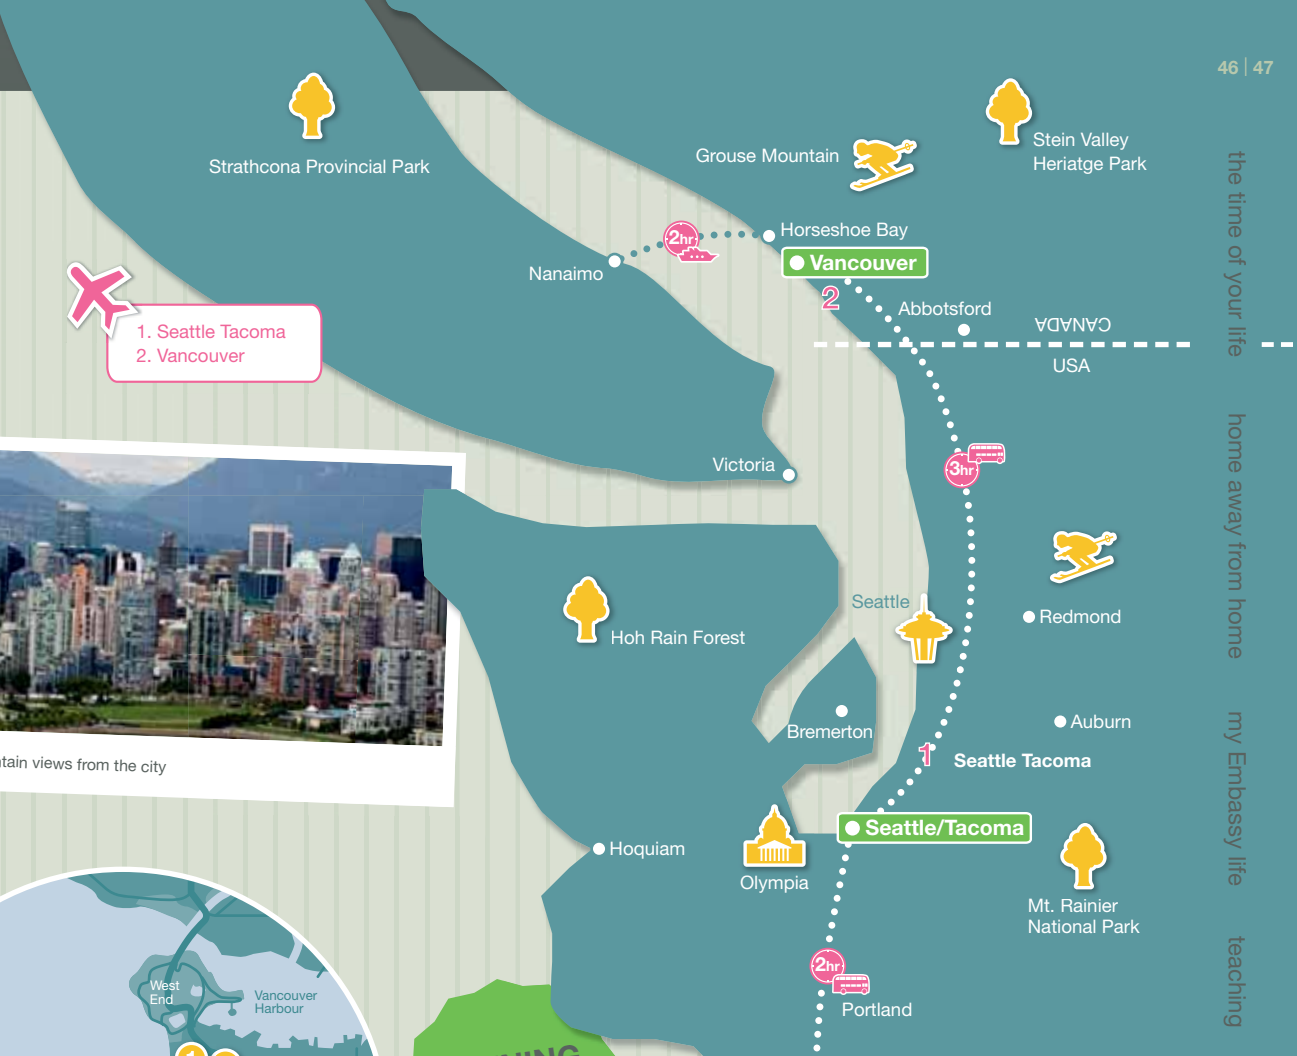 46 | 47
Strathcona Provincial Park
Grouse Mountain
Stein Valley
Heriatge Park
2hr
Horseshoe Bay
Nanaimo
Vancouver
2
Abbotsford
CANADA
USA
1. Seattle Tacoma
2. Vancouver
3hr
Victoria
Seattle
Redmond
Hoh Rain Forest
Bremerton
Auburn
1
Seattle Tacoma
tain views from the city
Seattle/Tacoma
Hoquiam
Olympia
Mt. Rainier
National Park
2hr
Portland
West
End
Vancouver
Harbour
1
the time of your life
home away from home
my Embassy life
teaching